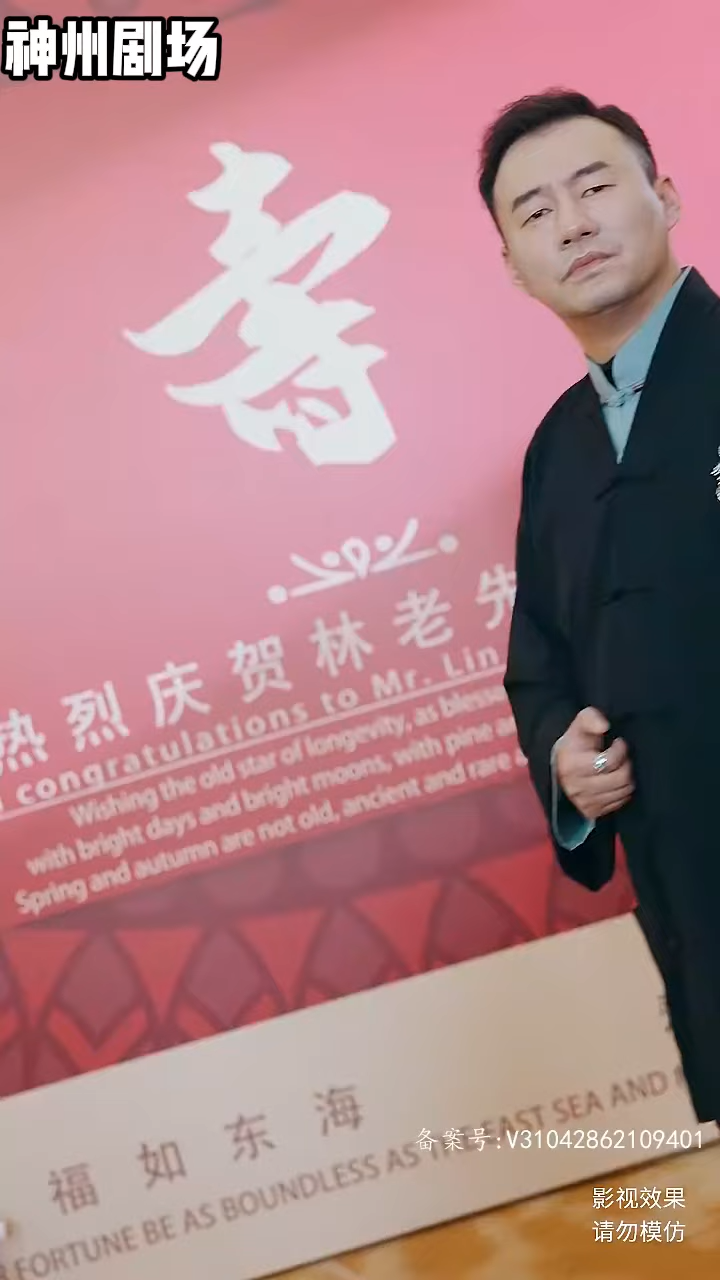 神州剧场
寿
热烈庆贺林老先
congratulations to Mr. Lin
Wishing the old star of longevity, as blesse
with bright days and bright moons, with pine a
Spring and autumn are not old, ancient and rare
福如东海
FORTUNE BE AS BOUNDLESS AS THE EAST SEA AND
备案号:V31042862109401
影视效果
请勿模仿